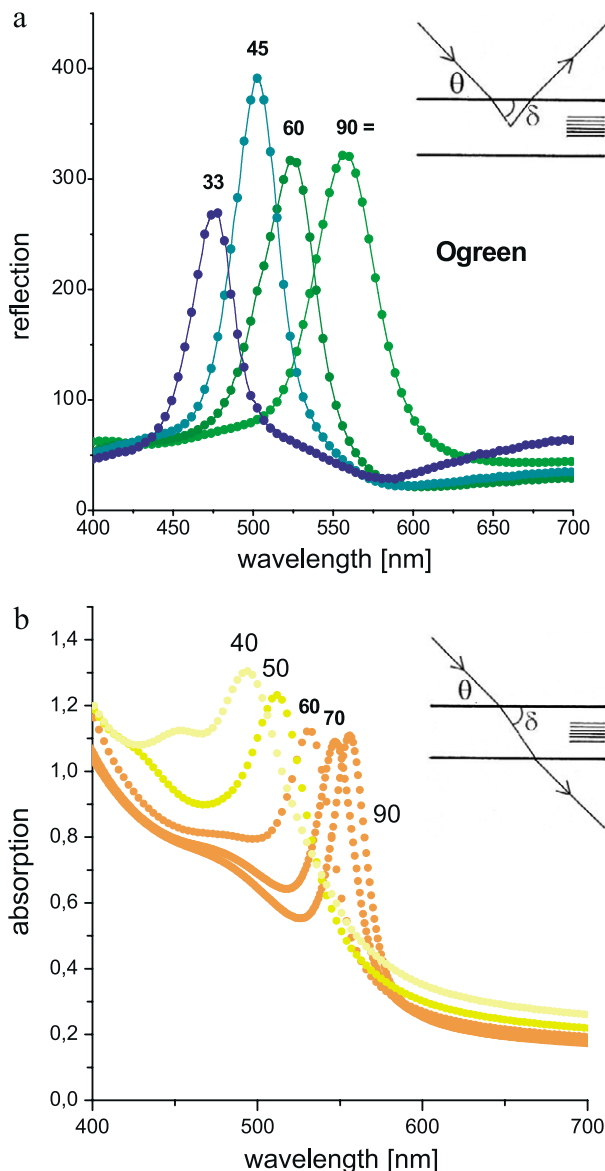 a
45
60
90 =
33
θ
δ
Ogreen
400
300
200
100
0
reflection
400 450 500 550 600 650 700
wavelength [nm]
b
40
50
60
70
90
θ
δ
1,4
1,2
1,0
0,8
0,6
0,4
0,2
0,0
absorption
400 500 600 700
wavelength [nm]